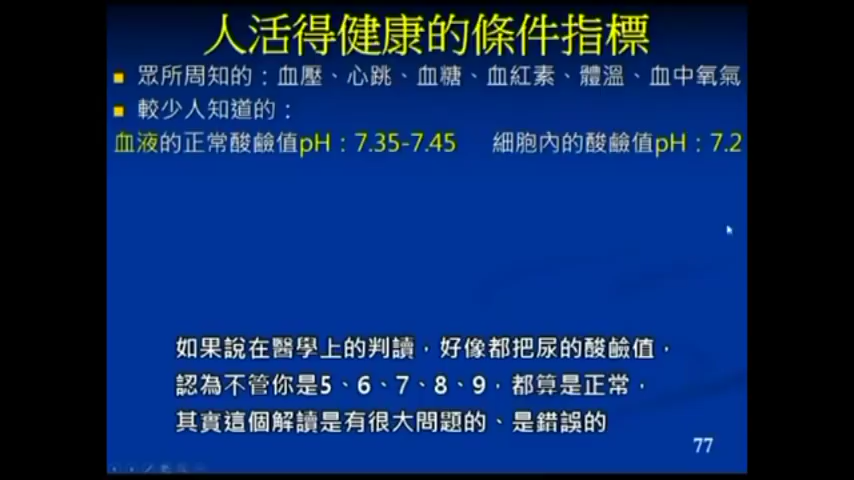 人活得健康的條件指標
眾所周知的：血壓、心跳、血糖、血紅素、體溫、血中氧氣
較少人知道的：
血液的正常酸鹼值pH：7.35-7.45 細胞內的酸鹼值pH：7.2
如果說在醫學上的判讀，好像都把尿的酸鹼值，
認為不管你是5、6、7、8、9，都算是正常，
其實這個解讀是有很大問題的、是錯誤的
77